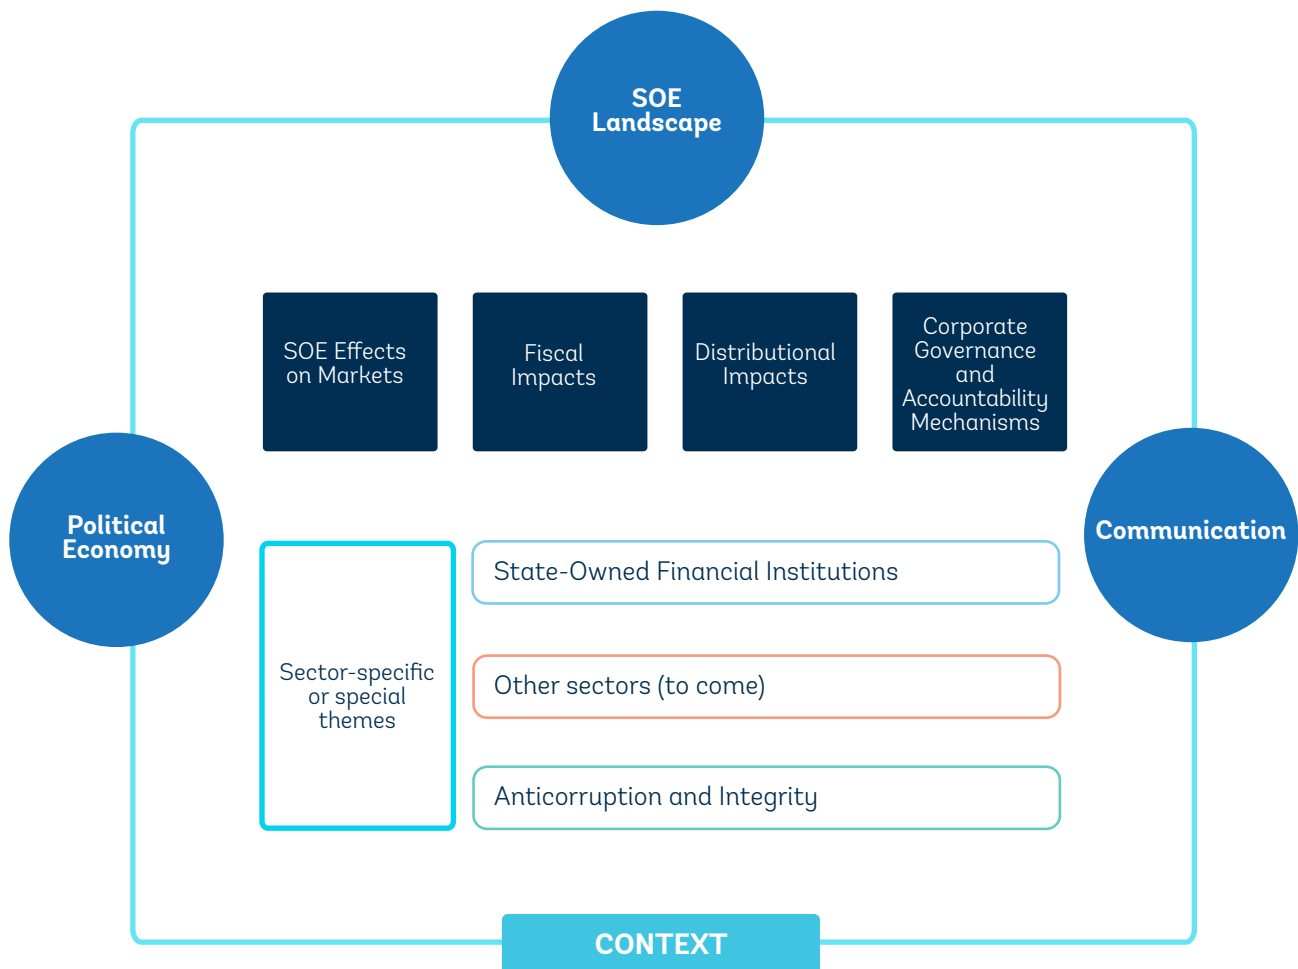 SOE
Landscape
SOE Effects
on Markets
Fiscal
Impacts
Distributional
Impacts
Corporate
Governance
and
Accountability
Mechanisms
Political
Economy
Communication
Sector-specific
or special
themes
State-Owned Financial Institutions
Other sectors (to come)
Anticorruption and Integrity
CONTEXT